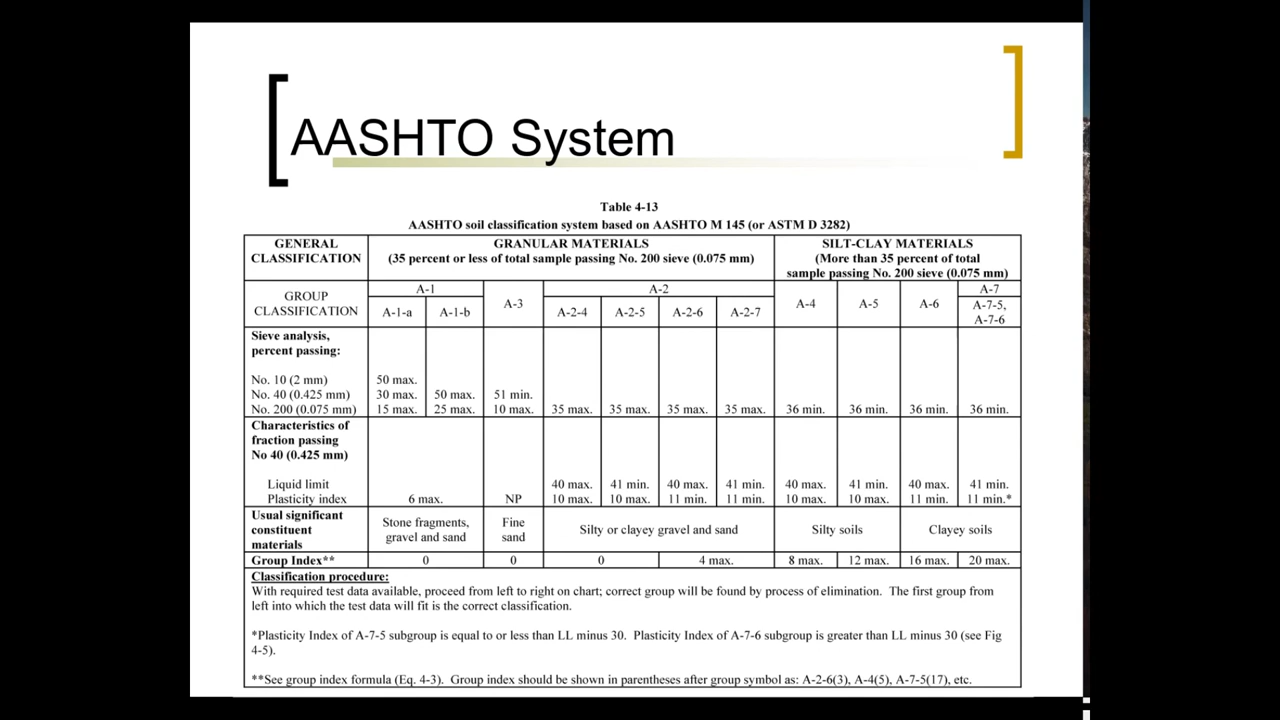 AASHTO System
Table 4-13
AASHTO soil classification system based on AASHTO M 145 (or ASTM D 3282)
GENERAL CLASSIFICATION
GRANULAR MATERIALS
(35 percent or less of total sample passing No. 200 sieve (0.075 mm)
SILT-CLAY MATERIALS
(More than 35 percent of total
sample passing No. 200 sieve (0.075 mm)
GROUP
CLASSIFICATION
A-1 A-3 A-2 A-4 A-5 A-6 A-7
A-1-a A-1-b A-2-4 A-2-5 A-2-6 A-2-7 A-7-5,
A-7-6
Sieve analysis,
percent passing:
No. 10 (2 mm) 50 max.
No. 40 (0.425 mm) 30 max. 50 max. 51 min.
No. 200 (0.075 mm) 15 max. 25 max. 10 max. 35 max. 35 max. 35 max. 35 max. 36 min. 36 min. 36 min. 36 min.
Characteristics of
fraction passing
No 40 (0.425 mm)
Liquid limit 40 max. 41 min. 40 max. 41 min. 40 max. 41 min. 40 max. 41 min.
Plasticity index 6 max. NP 10 max. 10 max. 11 min. 11 min. 10 max. 10 max. 11 min. 11 min.*
Usual significant
constituent
materials
Stone fragments,
gravel and sand
Fine
sand
Silty or clayey gravel and sand
Silty soils
Clayey soils
Group Index** 0 0 0 4 max. 8 max. 12 max. 16 max. 20 max.
Classification procedure:
With required test data available, proceed from left to right on chart; correct group will be found by process of elimination. The first group from
left into which the test data will fit is the correct classification.
*Plasticity Index of A-7-5 subgroup is equal to or less than LL minus 30. Plasticity Index of A-7-6 subgroup is greater than LL minus 30 (see Fig
4-5).
**See group index formula (Eq. 4-3). Group index should be shown in parentheses after group symbol as: A-2-6(3), A-4(5), A-7-5(17), etc.